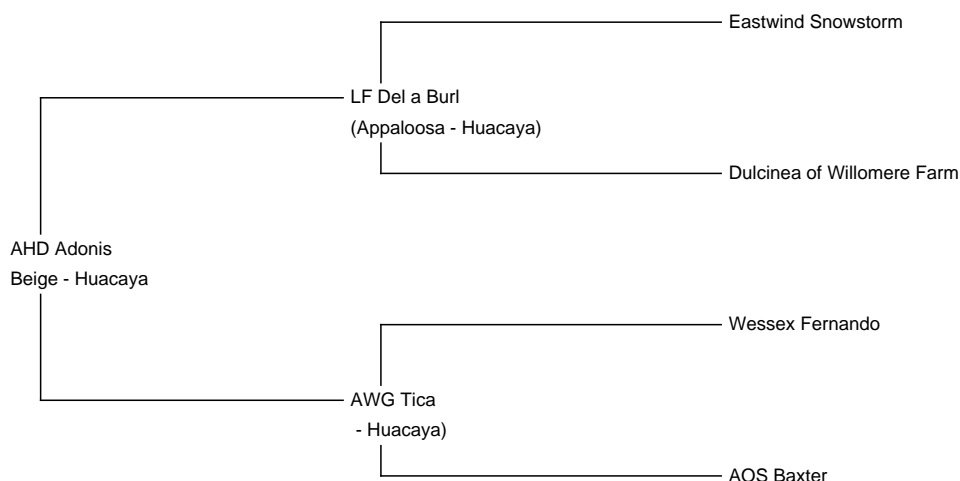 Eastwind Snowstorm
LF Del a Burl
(Appaloosa - Huacaya)
Dulcinea of Willomere Farm
AHD Adonis
Beige - Huacaya
Wessex Fernando
AWG Tica
- Huacaya)
AOS Baxter